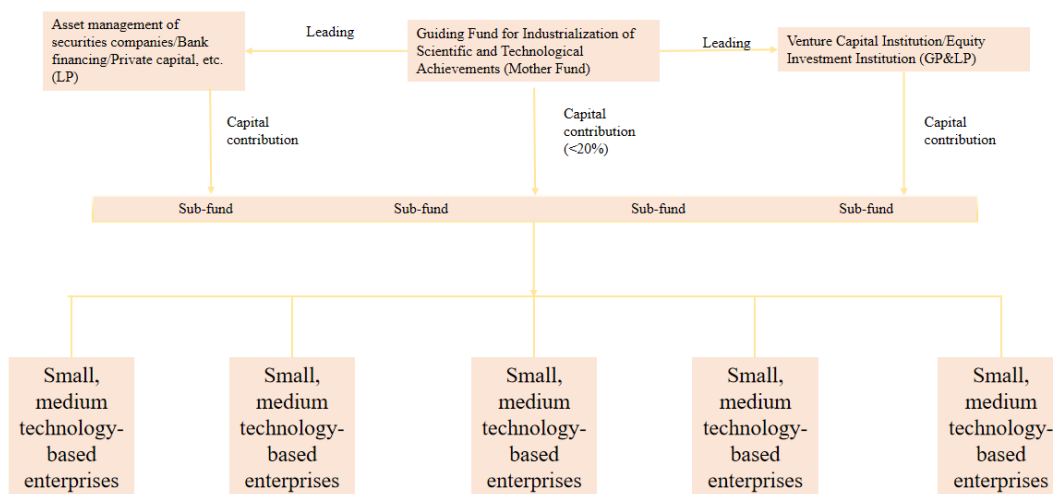 Asset management of
securities companies/Bank
financing/Private capital, etc.
(LP)
Leading
Guiding Fund for Industrialization of
Scientific and Technological
Achievements (Mother Fund)
Leading
Venture Capital Institution/Equity
Investment Institution (GP&LP)
Capital
contribution
Capital
contribution
(<20%)
Capital
contribution
Sub-fund
Sub-fund
Sub-fund
Sub-fund
Small,
medium
technology-
based
enterprises
Small,
medium
technology-
based
enterprises
Small,
medium
technology-
based
enterprises
Small,
medium
technology-
based
enterprises
Small,
medium
technology-
based
enterprises